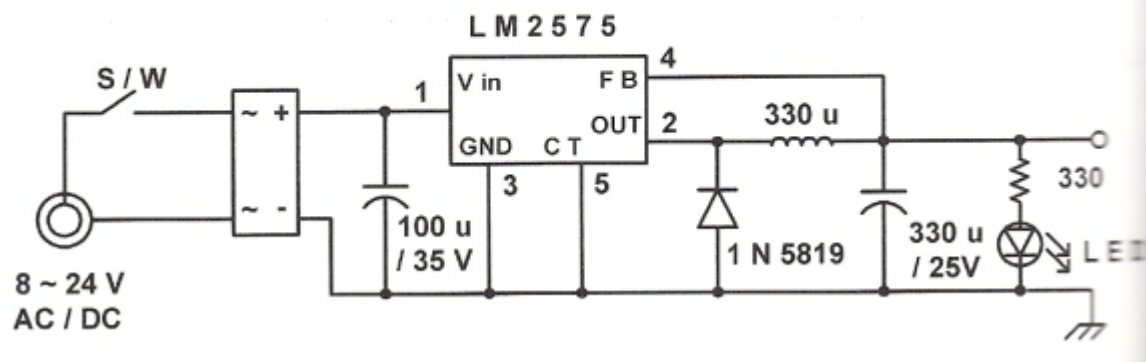 LM2575
S/W
1
V in
FB
4
~ +
OUT
2
330 u
GND
CT
3
5
~ -
330
100 u
/ 35 V
1 N 5819
330 u
/ 25V
8 ~ 24 V
AC / DC